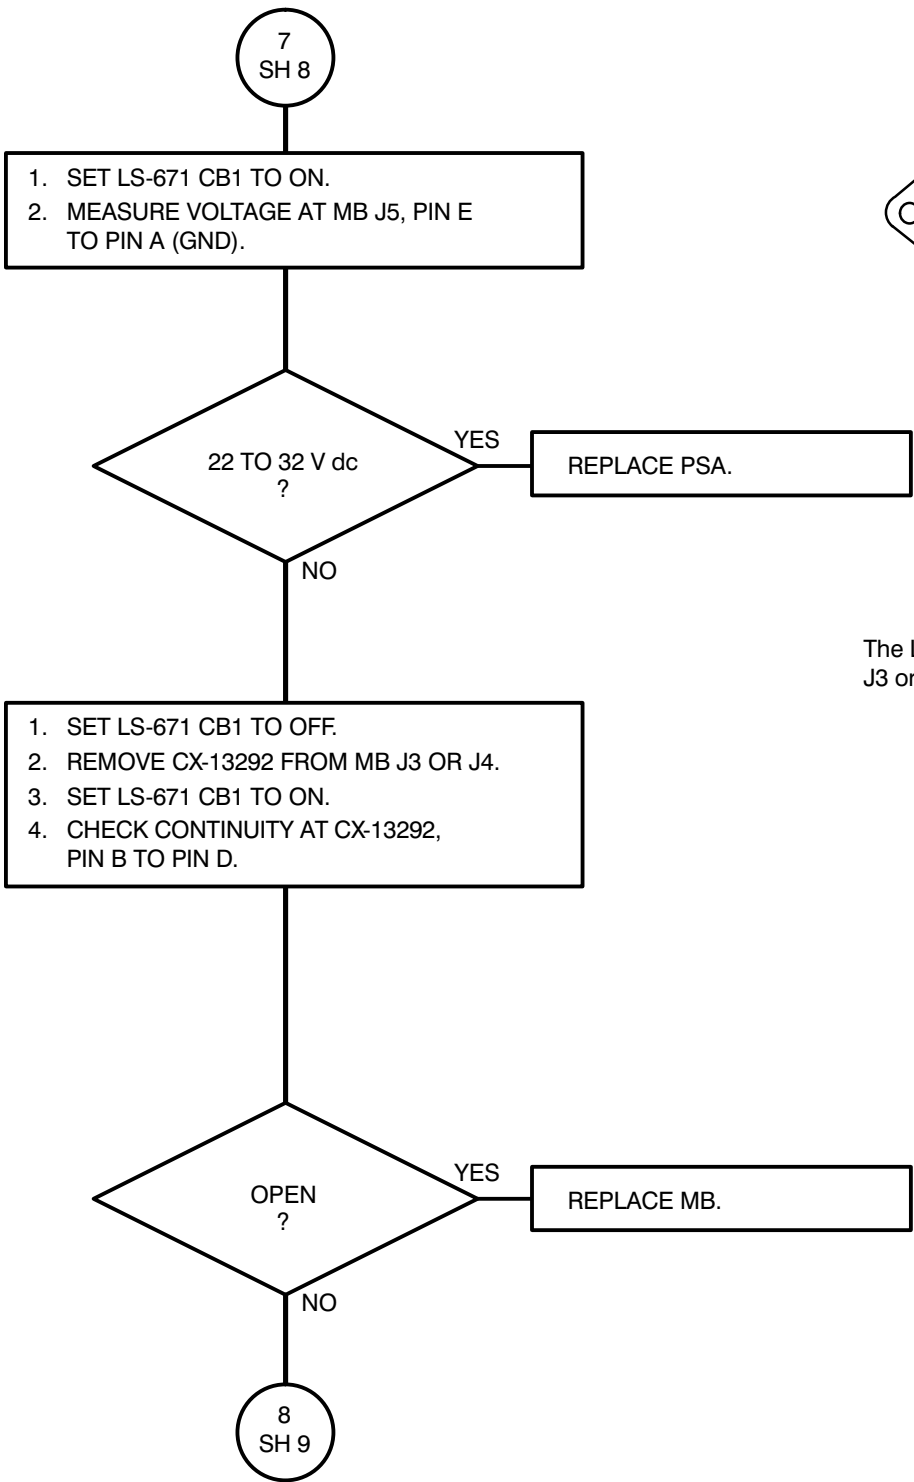 7
SH 8
1. SET LS-671 CB1 TO ON.
2. MEASURE VOLTAGE AT MB J5, PIN E
TO PIN A (GND).
22 TO 32 V dc
?
YES
REPLACE PSA.
NO
The
J3 or
1. SET LS-671 CB1 TO OFF.
2. REMOVE CX-13292 FROM MB J3 OR J4.
3. SET LS-671 CB1 TO ON.
4. CHECK CONTINUITY AT CX-13292,
PIN B TO PIN D.
OPEN
?
YES
REPLACE MB.
NO
8
SH 9